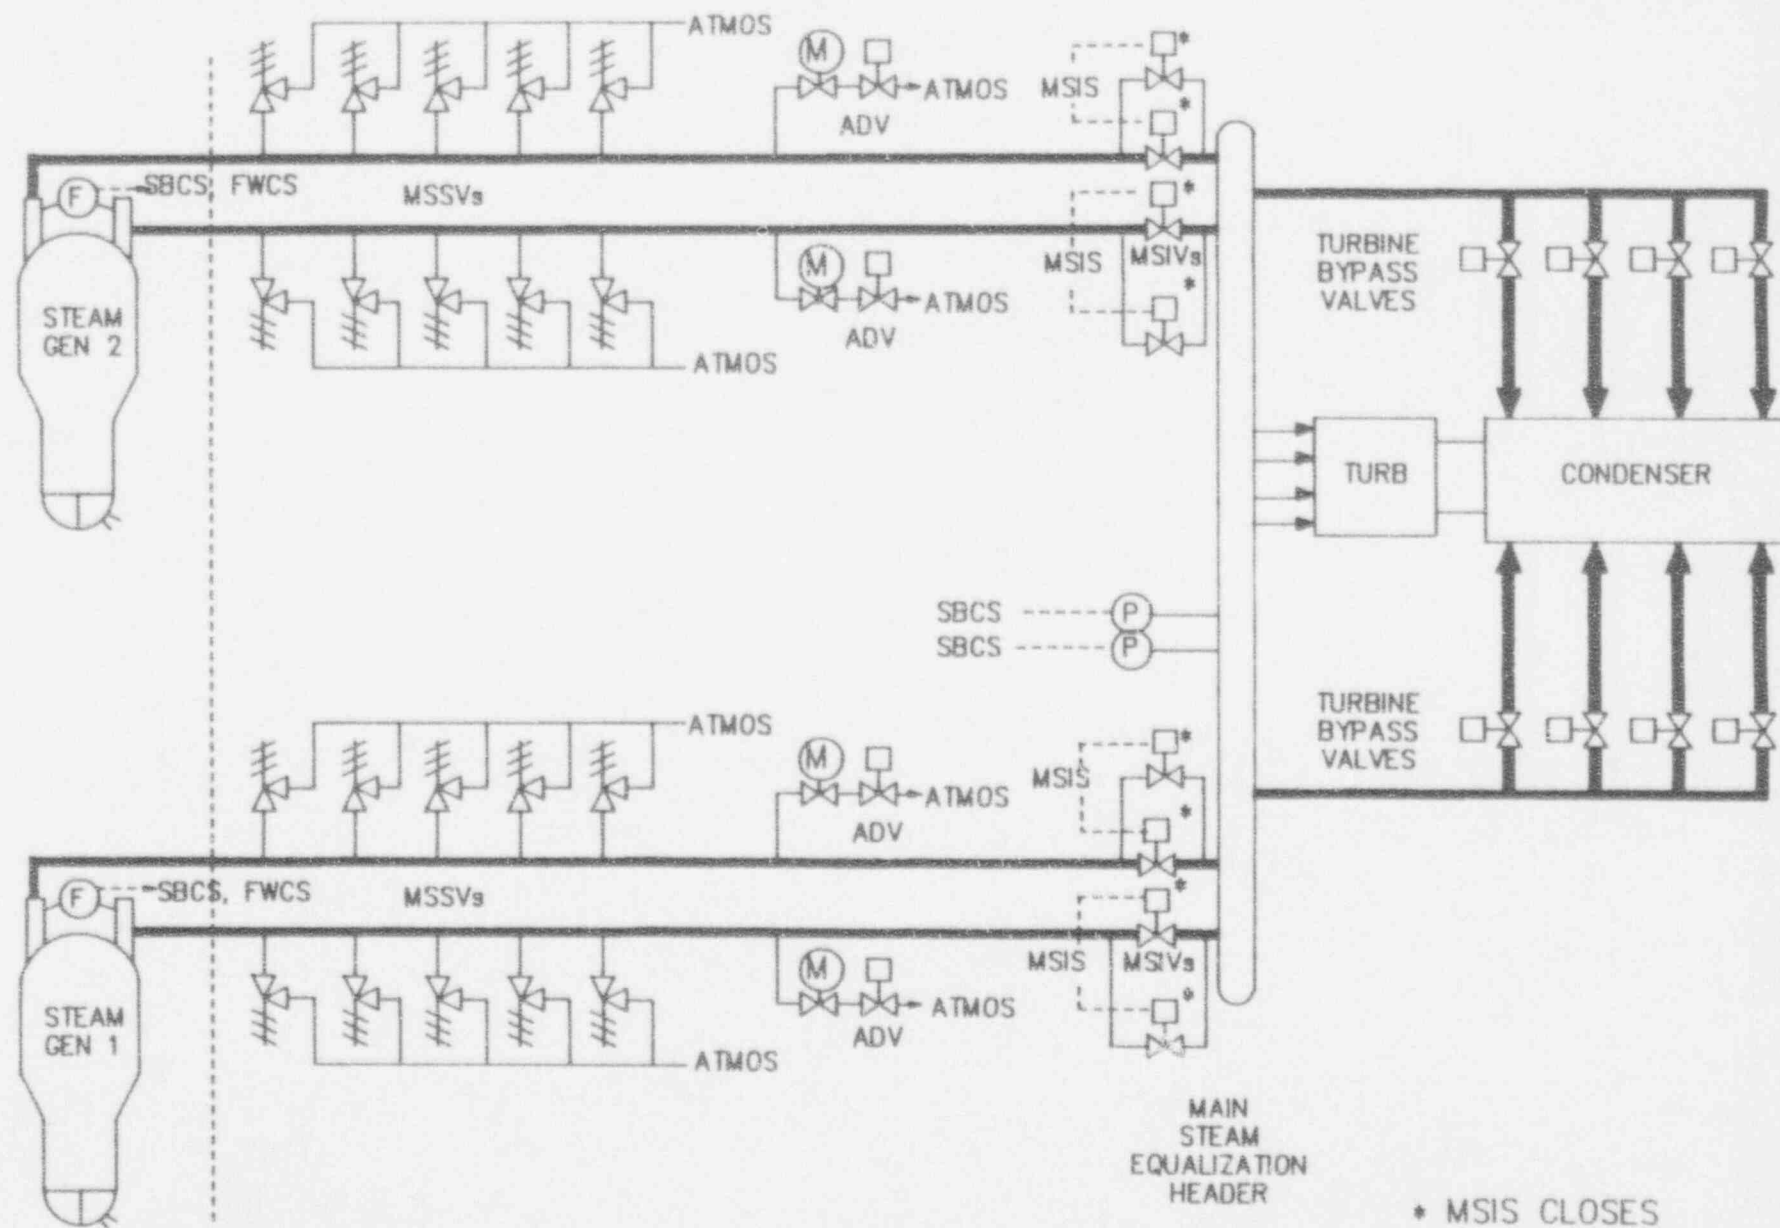 ATMOS
M
ATMOS
ADV
MSIS
*
*
F
SBCS, FWCS
MSSVs
*
MSIS
MSIVs
*
M
ATMOS
ADV
ATMOS
STEAM
GEN 2
TURBINE
BYPASS
VALVES
TURB
CONDENSER
SBCS
P
SBCS
P
TURBINE
BYPASS
VALVES
ATMOS
M
ATMOS
ADV
MSIS
*
*
F
SBCS, FWCS
MSSVs
*
MSIS
MSIVs
*
M
ATMOS
ADV
ATMOS
STEAM
GEN 1
MAIN
STEAM
EQUALIZATION
HEADER
* MSIS CLOSES